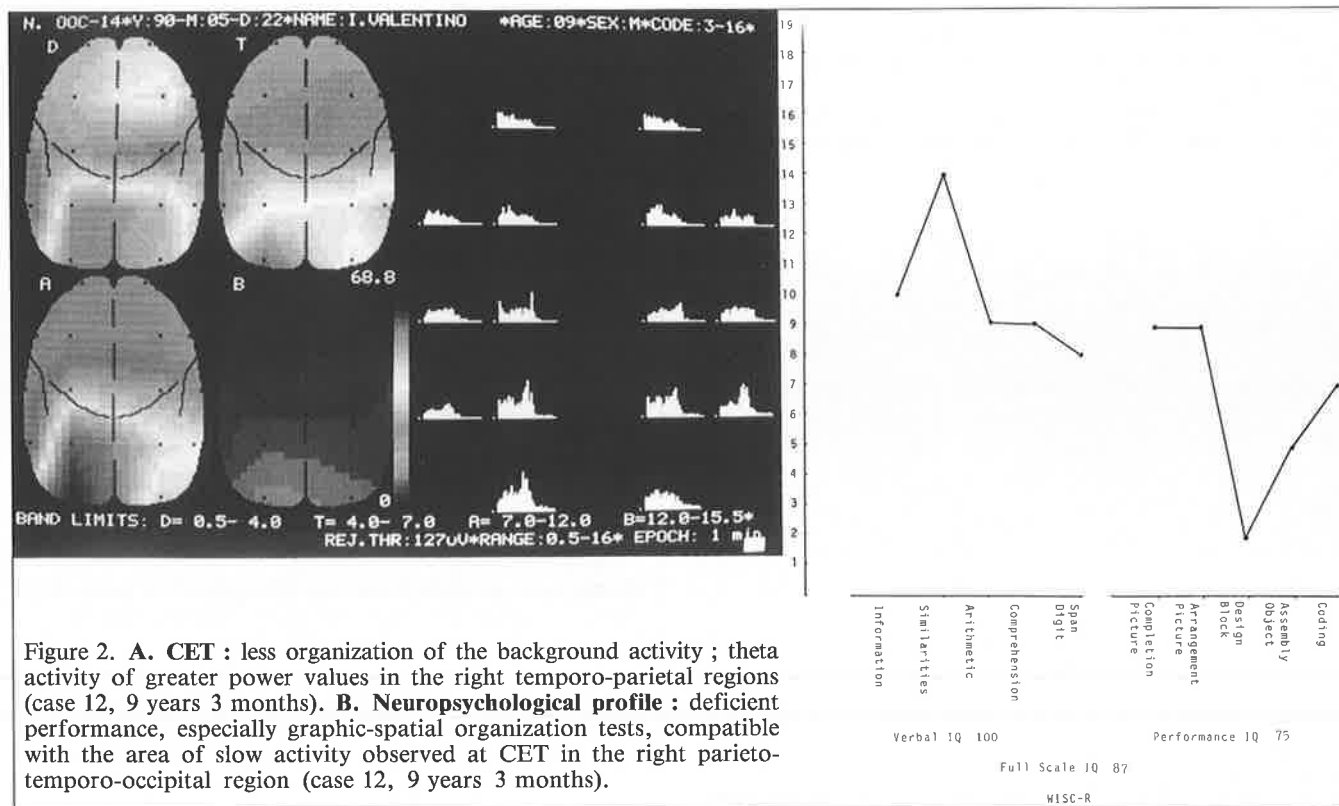 N. OOC-14*Y:90-M:05-D:22*NAME:I.VALENTINO *AGE:09*SEX:M*CODE:3-16*
D T
68.8
A B
0
BAND LIMITS: D= 0.5- 4.0 T= 4.0- 7.0 A= 7.0-12.0 B=12.0-15.5*
REJ.THR:127uV*RANGE:0.5-16* EPOCH: 1 min
19
18
17
16
15
14
13
12
11
10
9
8
7
6
5
4
3
2
1
Information
Similarities
Arithmetic
Comprehension
Span
Digit
Completion
Picture
Arrangement
Picture
Design
Block
Assembly
Object
Coding
Verbal IQ 100
Performance IQ 75
Full Scale IQ 87
WISC-R
Figure 2. A. CET : less organization of the background activity ; theta
activity of greater power values in the right temporo-parietal regions
(case 12, 9 years 3 months). B. Neuropsychological profile : deficient
performance, especially graphic-spatial organization tests, compatible
with the area of slow activity observed at CET in the right parieto-
temporo-occipital region (case 12, 9 years 3 months).